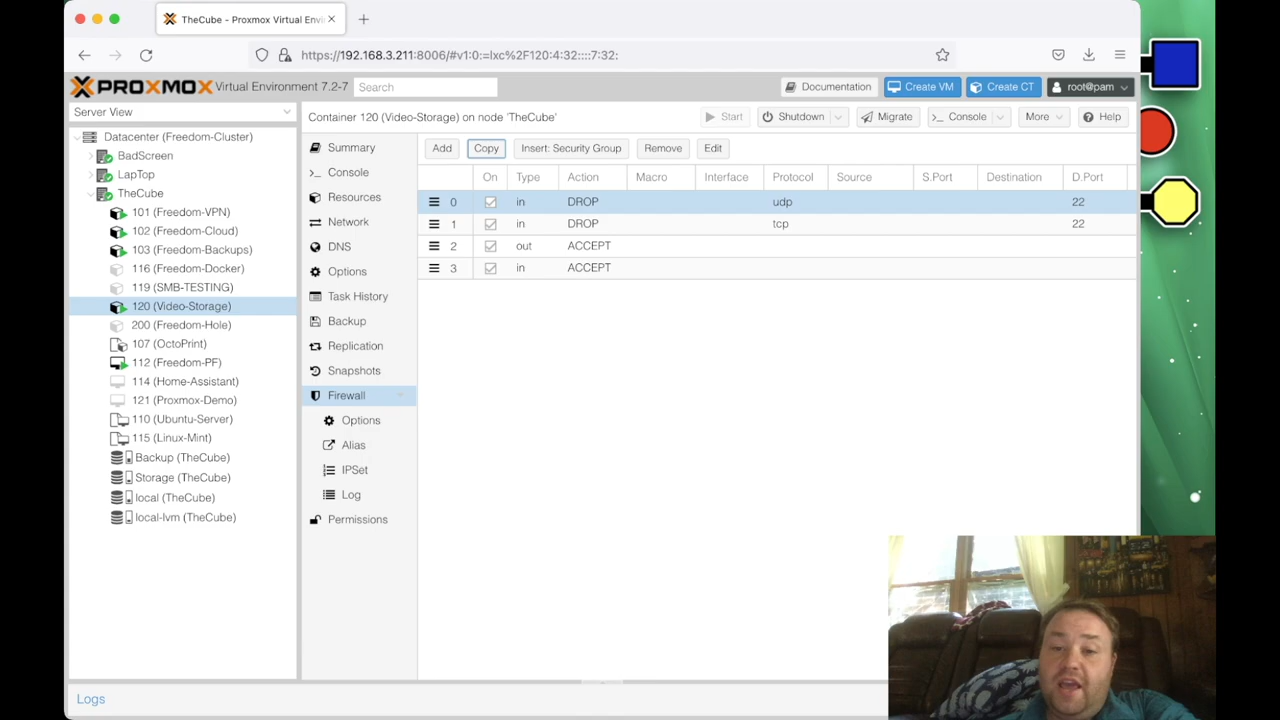 TheCube - Proxmox Virtual Envi
https://192.168.3.211:8006/#v1:0:=lxc%2F120:4:32::::7:32:
PROXMOX Virtual Environment 7.2-7 Search Documentation Create VM Create CT root@pam
Server View
Container 120 (Video-Storage) on node 'TheCube' Start Shutdown Migrate >_ Console More Help
Datacenter (Freedom-Cluster)
BadScreen
LapTop
TheCube
101 (Freedom-VPN)
102 (Freedom-Cloud)
103 (Freedom-Backups)
116 (Freedom-Docker)
119 (SMB-TESTING)
120 (Video-Storage)
200 (Freedom-Hole)
107 (OctoPrint)
112 (Freedom-PF)
114 (Home-Assistant)
121 (Proxmox-Demo)
110 (Ubuntu-Server)
115 (Linux-Mint)
Backup (TheCube)
Storage (TheCube)
local (TheCube)
local-lvm (TheCube)
Summary
>_ Console
Resources
Network
DNS
Options
Task History
Backup
Replication
Snapshots
Firewall
Options
Alias
IPSet
Log
Permissions
Add Copy Insert: Security Group Remove Edit
On Type Action Macro Interface Protocol Source S.Port Destination D.Port
0 in DROP udp 22
1 in DROP tcp 22
2 out ACCEPT
3 in ACCEPT
Logs